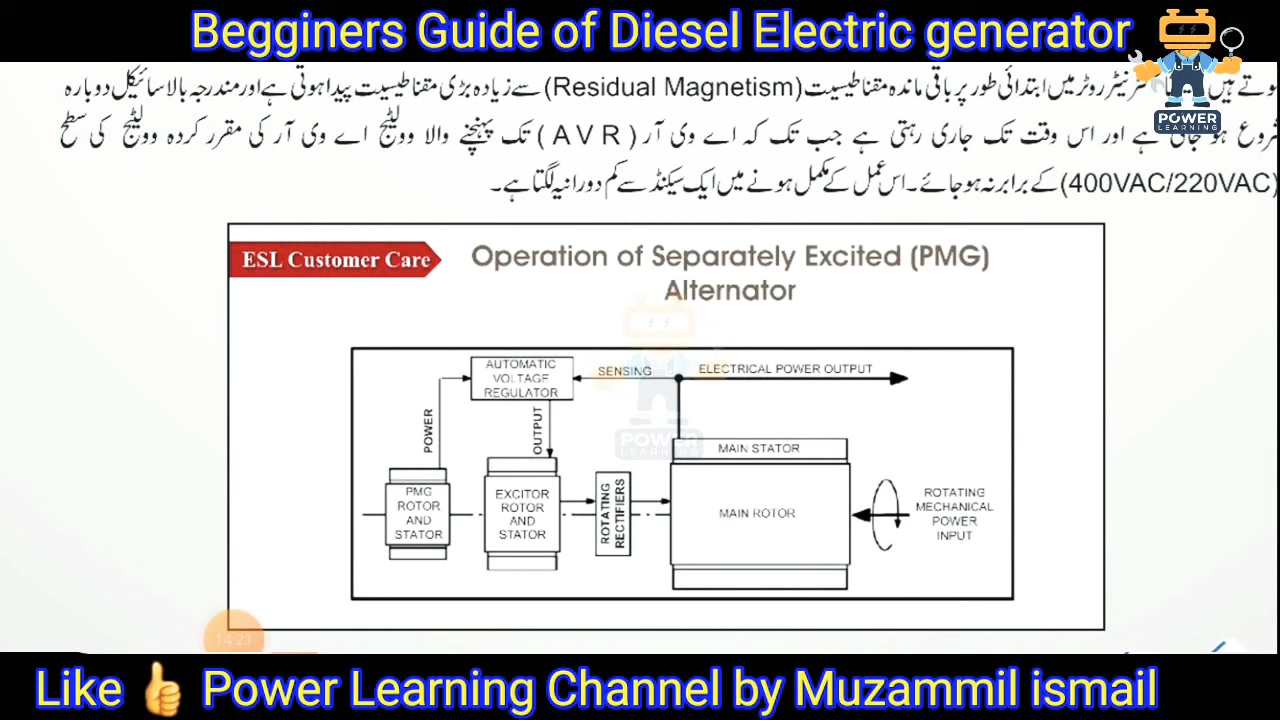 Begginers Guide of Diesel Electric generator
POWER
LEARNING
ہوتے ہیں نیٹر روٹر میں ابتدائی طور پر باقی ماندہ مقناطیسیت (Residual Magnetism) سے زیادہ بڑی مقناطیسیت پیدا ہوتی ہے اور مندرجہ بالا سائیکل دوبارہ
شروع ہو جاتی ہے اور اس وقت تک جاری رہتی ہے جب تک کہ اے وی آر (A V R) تک پہنچنے والا وولٹیج اے وی آر کی مقرر کردہ وولٹیج کی سطح
(400VAC/220VAC) کے برابر نہ ہو جائے۔ اس عمل کے مکمل ہونے میں ایک سیکنڈ سے کم دورانیہ لگتا ہے۔
ESL Customer Care
Operation of Separately Excited (PMG)
Alternator
AUTOMATIC
VOLTAGE
REGULATOR
SENSING
ELECTRICAL POWER OUTPUT
POWER
OUTPUT
POWER
LEARNING
MAIN STATOR
PMG
ROTOR
AND
STATOR
EXCITOR
ROTOR
AND
STATOR
ROTATING
RECTIFIERS
MAIN ROTOR
ROTATING
MECHANICAL
POWER
INPUT
14:21
Like 👍 Power Learning Channel by Muzammil ismail